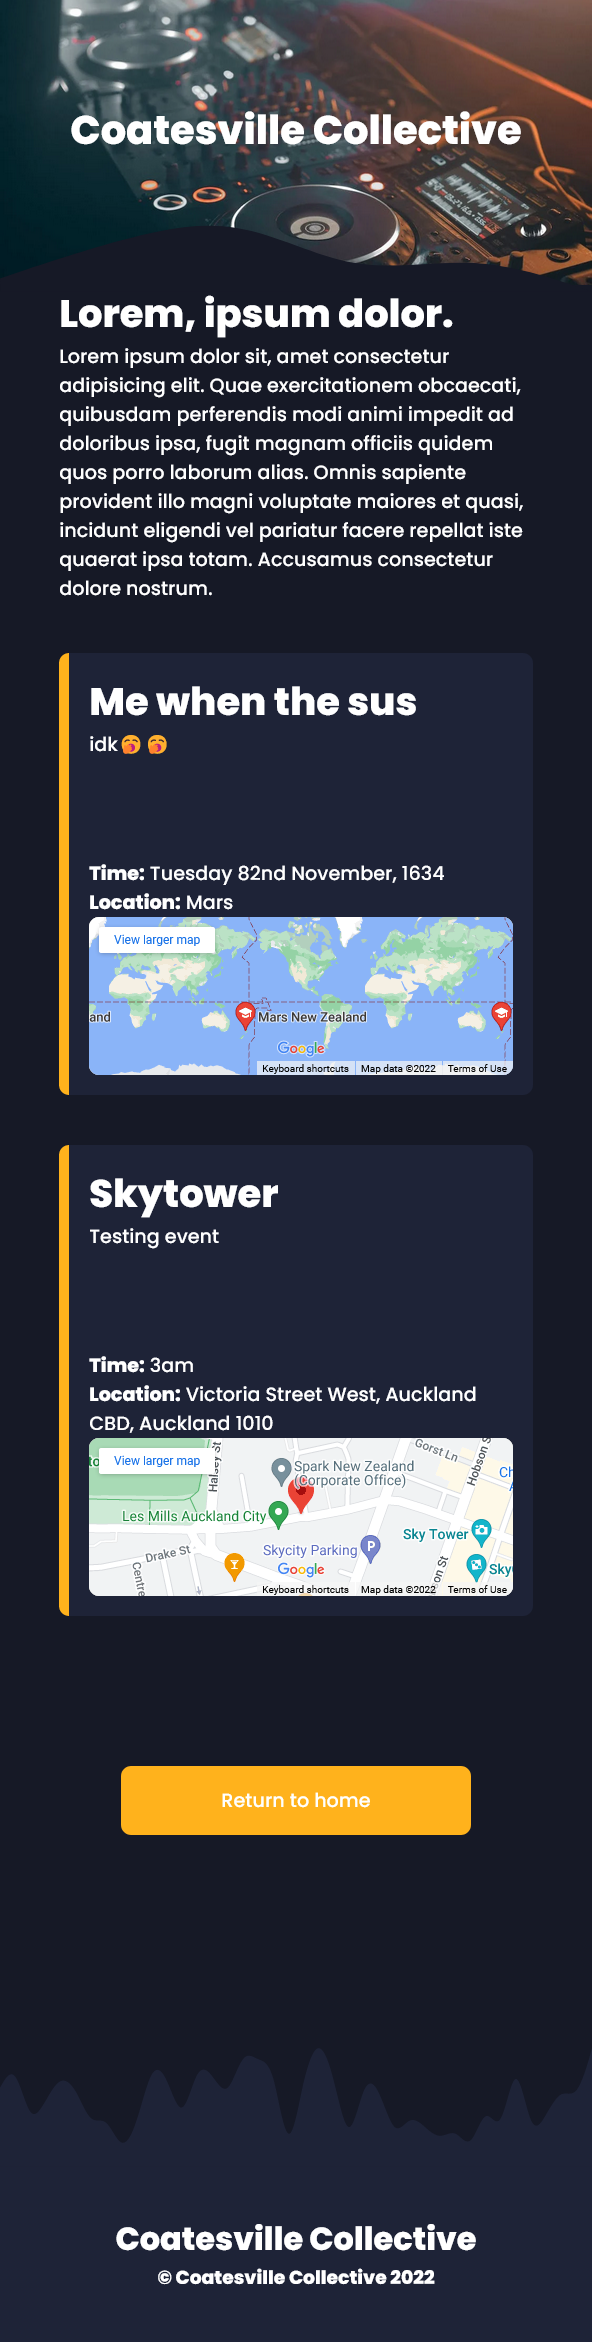 Coatesville Collective
Lorem, ipsum dolor.
Lorem ipsum dolor sit, amet consectetur
adipisicing elit. Quae exercitationem obcaecati,
quibusdam perferendis modi animi impedit ad
doloribus ipsa, fugit magnam officiis quidem
quos porro laborum alias. Omnis sapiente
provident illo magni voluptate maiores et quasi,
incidunt eligendi vel pariatur facere repellat iste
quaerat ipsa totam. Accusamus consectetur
dolore nostrum.
Me when the sus
idk🥱🥱
Time: Tuesday 82nd November, 1634
Location: Mars
View larger map
and
Mars New Zealand
Google
Keyboard shortcuts
Map data ©2022
Terms of Use
Skytower
Testing event
Time: 3am
Location: Victoria Street West, Auckland
CBD, Auckland 1010
View larger map
Halsey St
Gorst Ln
Hobson S
Spark New Zealand
(Corporate Office)
Ch
Les Mills Auckland City
Sky Tower
Skycity Parking
P
Drake St
Centre
on St
Sky
Google
Keyboard shortcuts
Map data ©2022
Terms of Use
Return to home
Coatesville Collective
© Coatesville Collective 2022